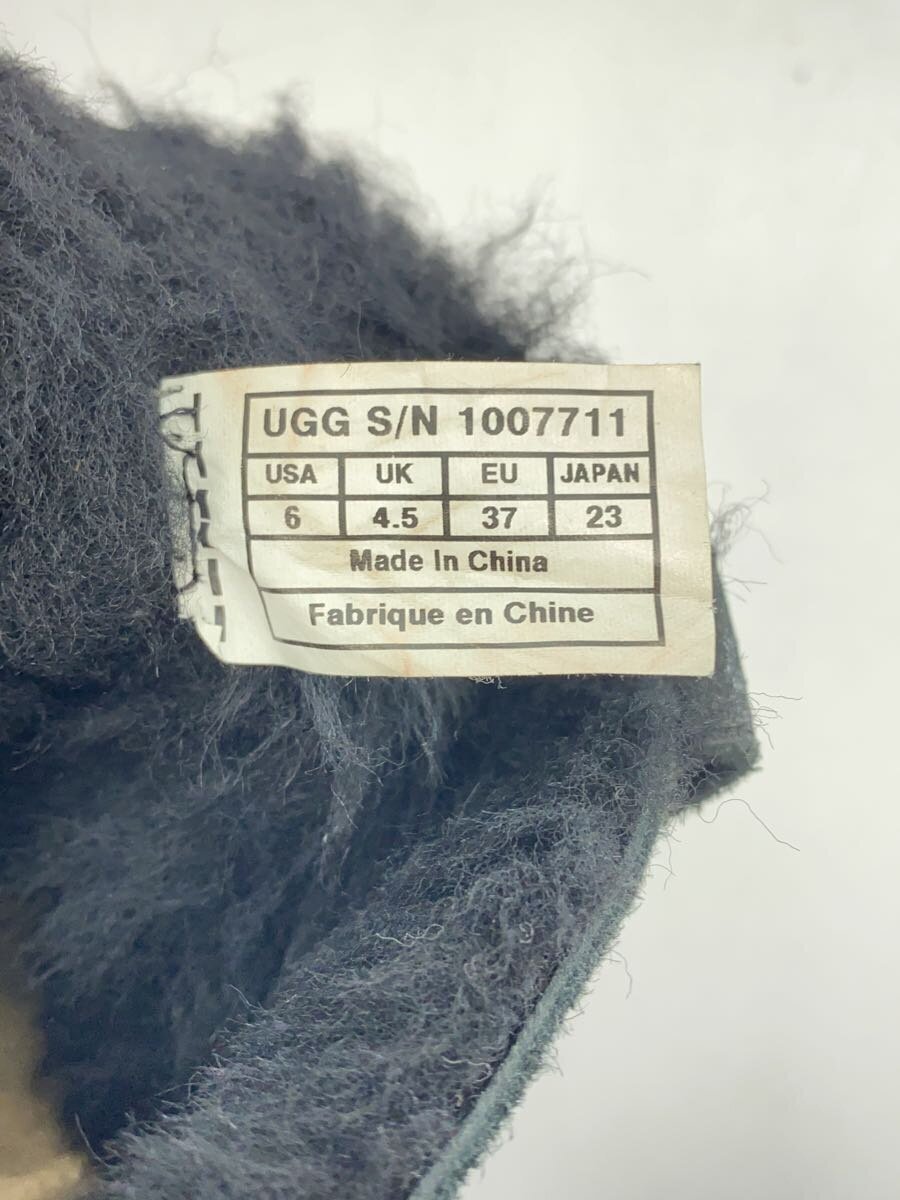 UGG S/N 1007711
USA UK EU JAPAN
6 4.5 37 23
Made In China
Fabrique en Chine